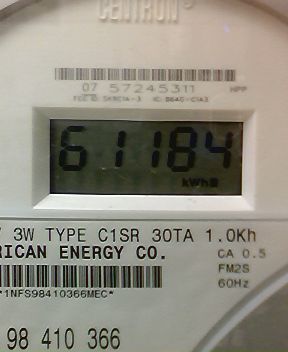 CENTRON®
07 57245311 HPP
61184
kWh
3W TYPE C1SR 30TA 1.0Kh
RICAN ENERGY CO. CA 0.5
FM2S
*1NFS98410366MEC* 60Hz
98 410 366